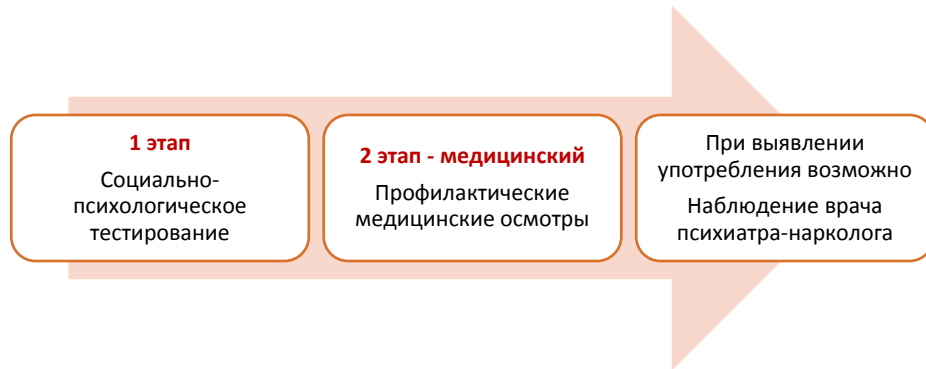 1 этап
Социально-
психологическое
тестирование
2 этап - медицинский
Профилактические
медицинские осмотры
При выявлении
употребления возможно
Наблюдение врача
психиатра-нарколога